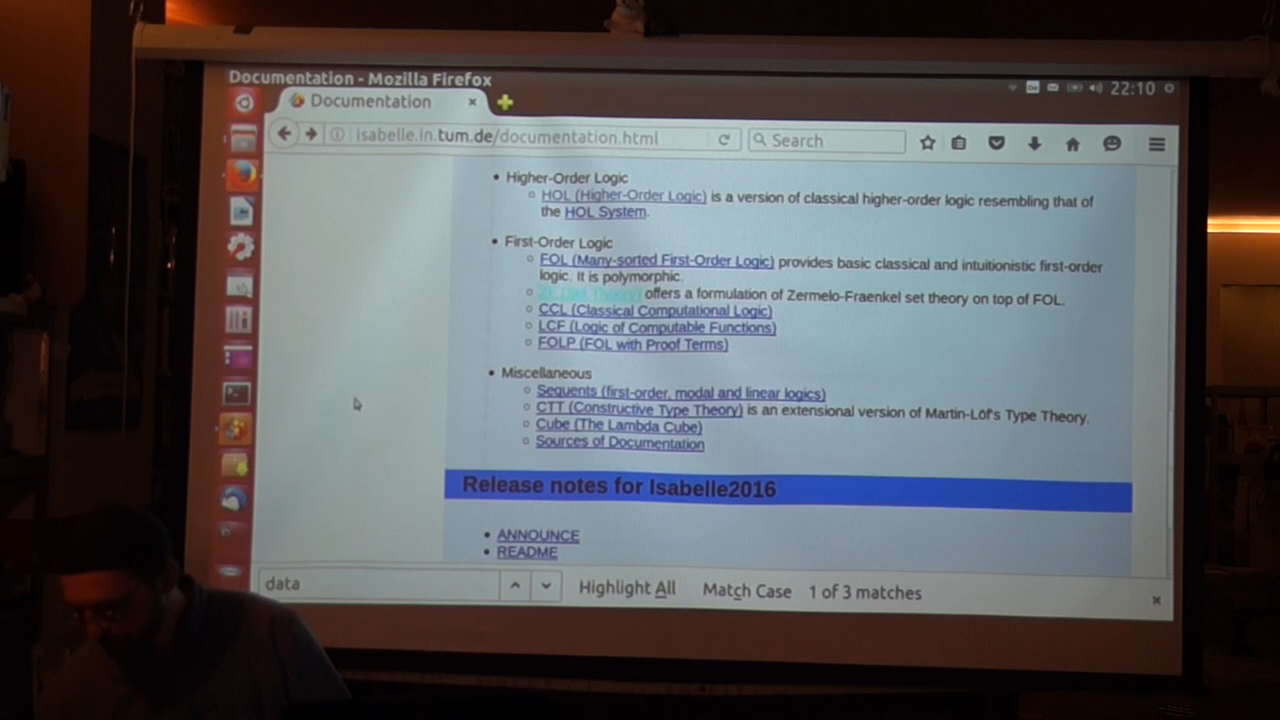 Documentation - Mozilla Firefox
22:10
Documentation
isabelle.in.tum.de/documentation.html
Search
Higher-Order Logic
HOL (Higher-Order Logic) is a version of classical higher-order logic resembling that of
the HOL System.
First-Order Logic
FOL (Many-sorted First-Order Logic) provides basic classical and intuitionistic first-order
logic. It is polymorphic.
ZF (Set Theory) offers a formulation of Zermelo-Fraenkel set theory on top of FOL.
CCL (Classical Computational Logic)
LCF (Logic of Computable Functions)
FOLP (FOL with Proof Terms)
Miscellaneous
Sequents (first-order, modal and linear logics)
CTT (Constructive Type Theory) is an extensional version of Martin-Löf's Type Theory.
Cube (The Lambda Cube)
Sources of Documentation
Release notes for Isabelle2016
ANNOUNCE
README
data
Highlight All
Match Case
1 of 3 matches